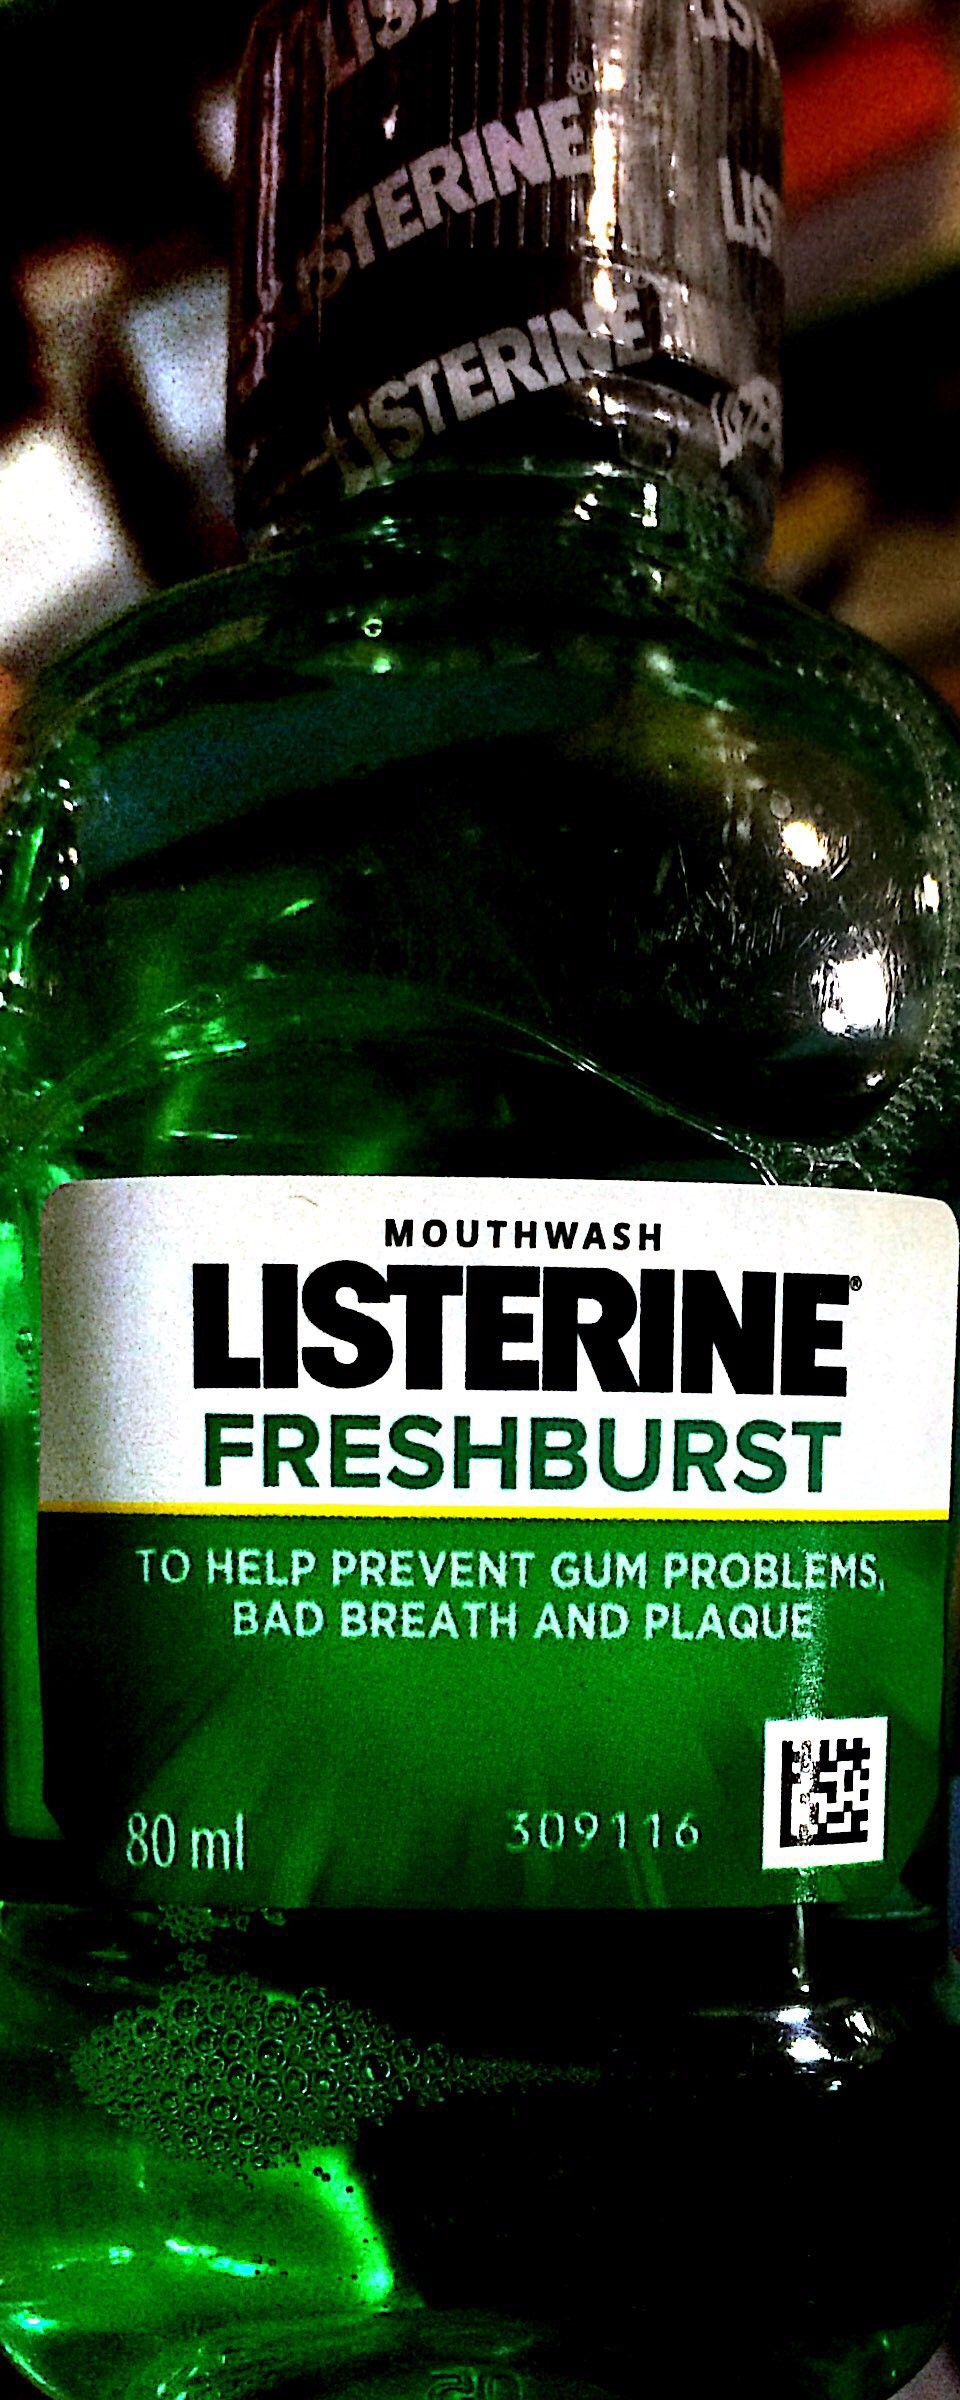 LISTERINE®
LISTERINE
MOUTHWASH
LISTERINE®
FRESHBURST
TO HELP PREVENT GUM PROBLEMS,
BAD BREATH AND PLAQUE
80 ml
309116